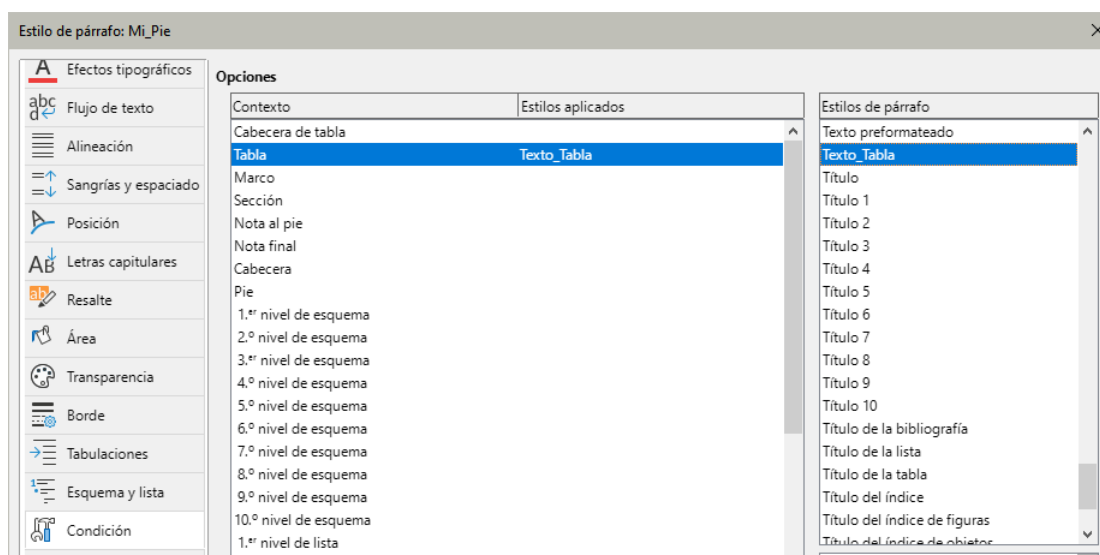 Estilo de párrafo: Mi_Pie
Efectos tipográficos
Flujo de texto
Alineación
Sangrías y espaciado
Posición
Letras capitulares
Resalte
Área
Transparencia
Borde
Tabulaciones
Esquema y lista
Condición
Opciones
Contexto Estilos aplicados
Cabecera de tabla
Tabla Texto_Tabla
Marco
Sección
Nota al pie
Nota final
Cabecera
Pie
1.er nivel de esquema
2.º nivel de esquema
3.er nivel de esquema
4.º nivel de esquema
5.º nivel de esquema
6.º nivel de esquema
7.º nivel de esquema
8.º nivel de esquema
9.º nivel de esquema
10.º nivel de esquema
1.er nivel de lista
Estilos de párrafo
Texto preformateado
Texto_Tabla
Título
Título 1
Título 2
Título 3
Título 4
Título 5
Título 6
Título 7
Título 8
Título 9
Título 10
Título de la bibliografía
Título de la lista
Título de la tabla
Título del índice
Título del índice de figuras
Título del índice de objetos